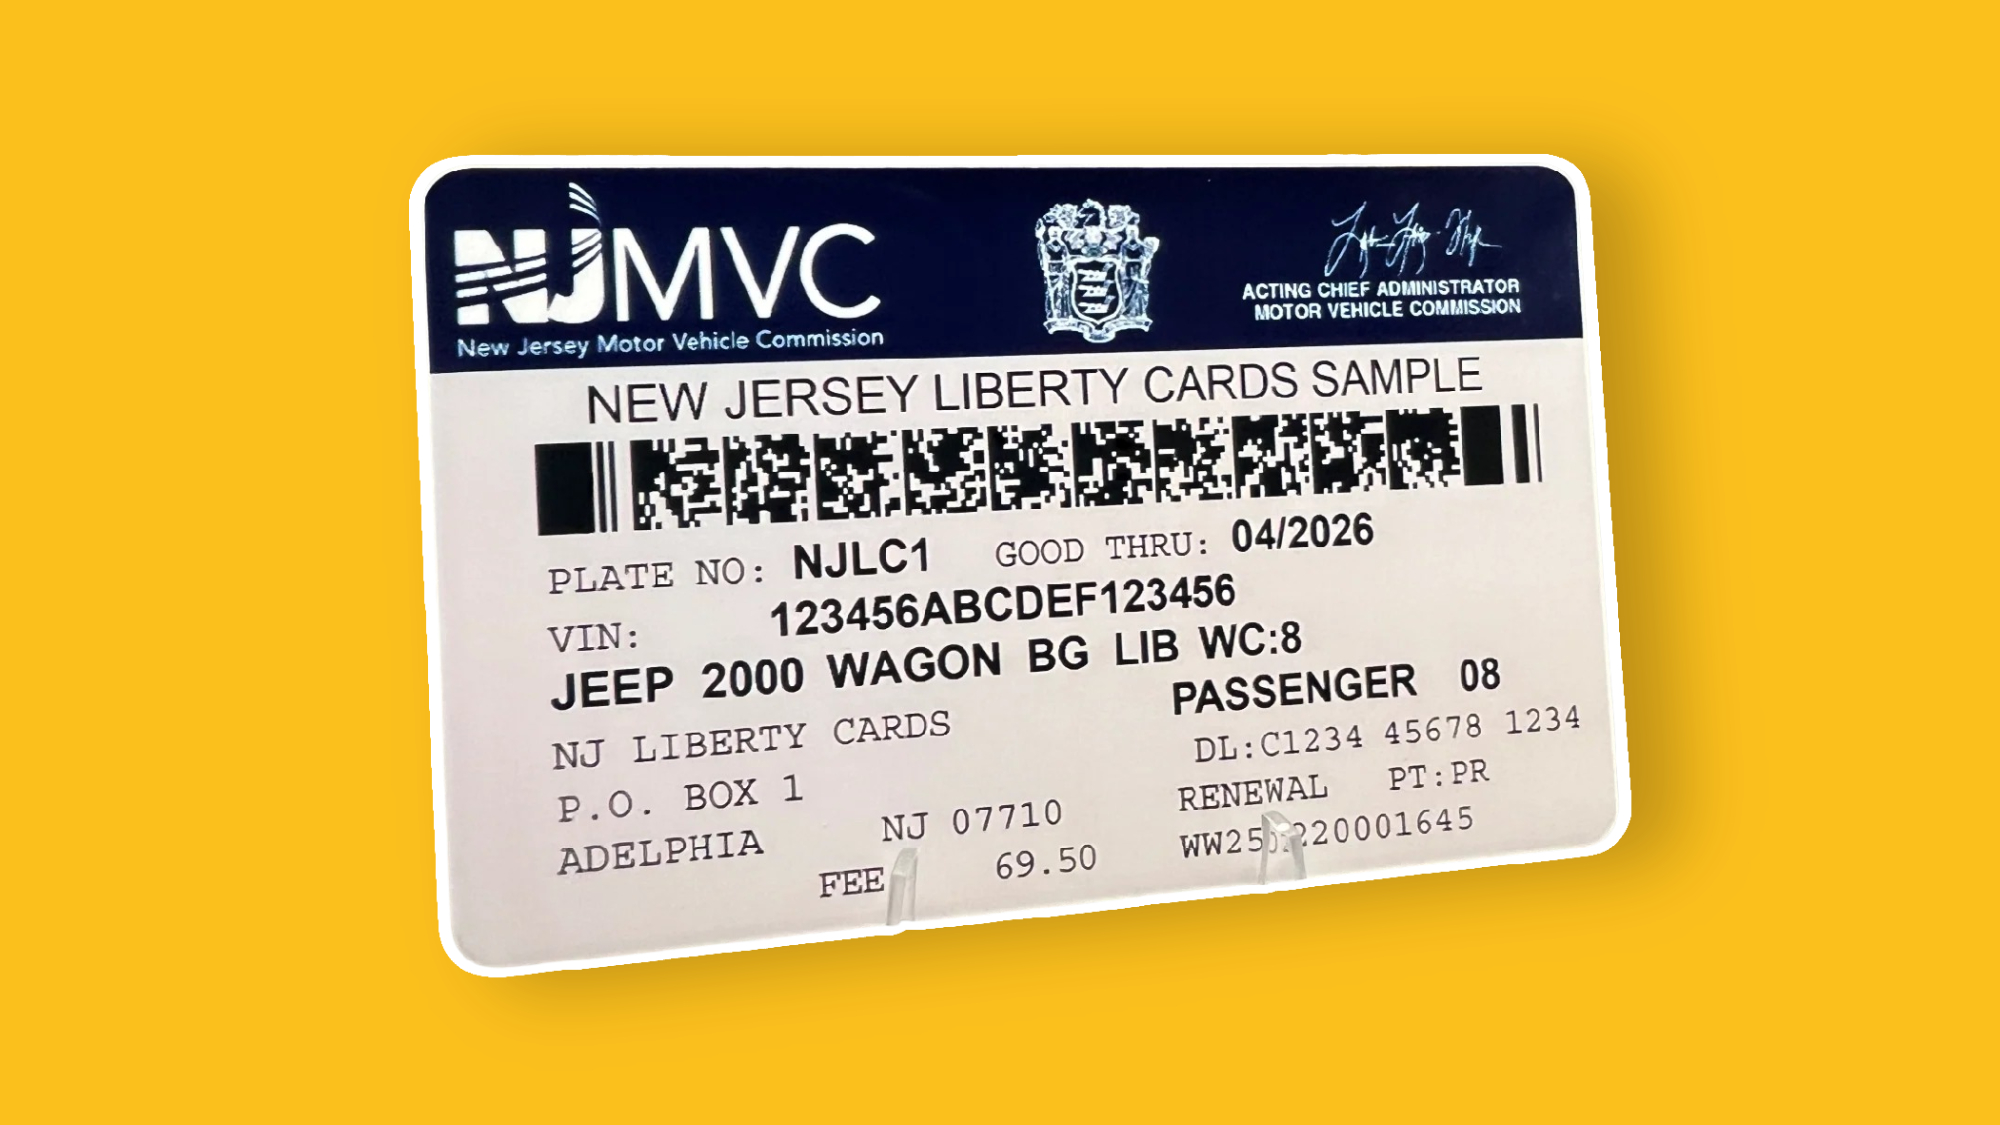 NJMVC
New Jersey Motor Vehicle Commission
ACTING CHIEF ADMINISTRATOR
MOTOR VEHICLE COMMISSION
NEW JERSEY LIBERTY CARDS SAMPLE
PLATE NO: NJLC1 GOOD THRU: 04/2026
VIN: 123456ABCDEF123456
JEEP 2000 WAGON BG LIB WC:8
PASSENGER 08
NJ LIBERTY CARDS
DL:C1234 45678 1234
P.O. BOX 1
RENEWAL PT:PR
ADELPHIA NJ 07710
FEE 69.50